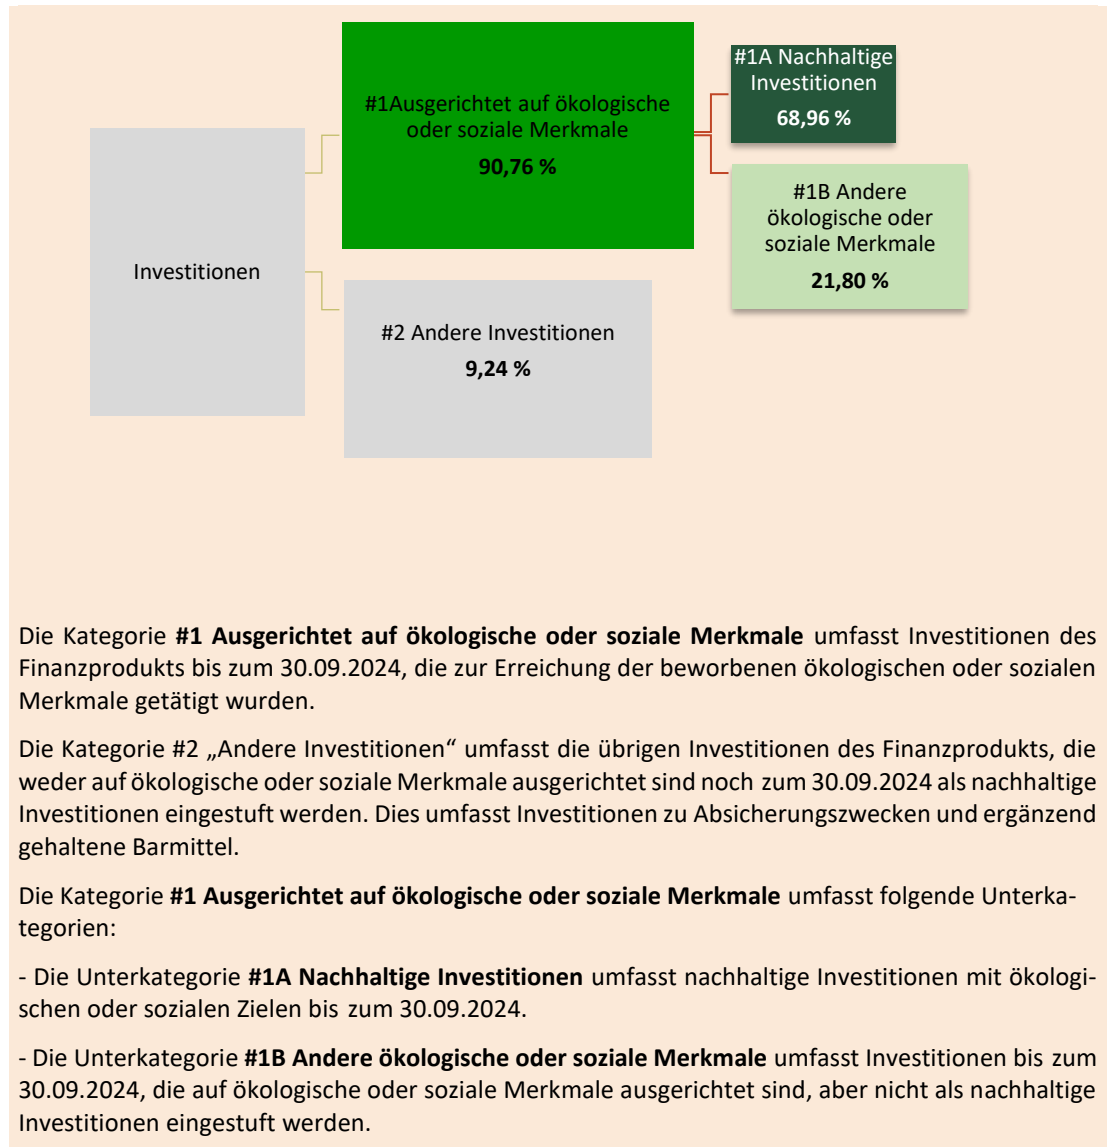 Investitionen
#1Ausgerichtet auf ökologische
oder soziale Merkmale
90,76 %
#1A Nachhaltige
Investitionen
68,96 %
#1B Andere
ökologische oder
soziale Merkmale
21,80 %
#2 Andere Investitionen
9,24 %
Die Kategorie #1 Ausgerichtet auf ökologische oder soziale Merkmale umfasst Investitionen des
Finanzprodukts bis zum 30.09.2024, die zur Erreichung der beworbenen ökologischen oder sozialen
Merkmale getätigt wurden.
Die Kategorie #2 „Andere Investitionen“ umfasst die übrigen Investitionen des Finanzprodukts, die
weder auf ökologische oder soziale Merkmale ausgerichtet sind noch zum 30.09.2024 als nachhaltige
Investitionen eingestuft werden. Dies umfasst Investitionen zu Absicherungszwecken und ergänzend
gehaltene Barmittel.
Die Kategorie #1 Ausgerichtet auf ökologische oder soziale Merkmale umfasst folgende Unterka-
tegorien:
- Die Unterkategorie #1A Nachhaltige Investitionen umfasst nachhaltige Investitionen mit ökologi-
schen oder sozialen Zielen bis zum 30.09.2024.
- Die Unterkategorie #1B Andere ökologische oder soziale Merkmale umfasst Investitionen bis zum
30.09.2024, die auf ökologische oder soziale Merkmale ausgerichtet sind, aber nicht als nachhaltige
Investitionen eingestuft werden.